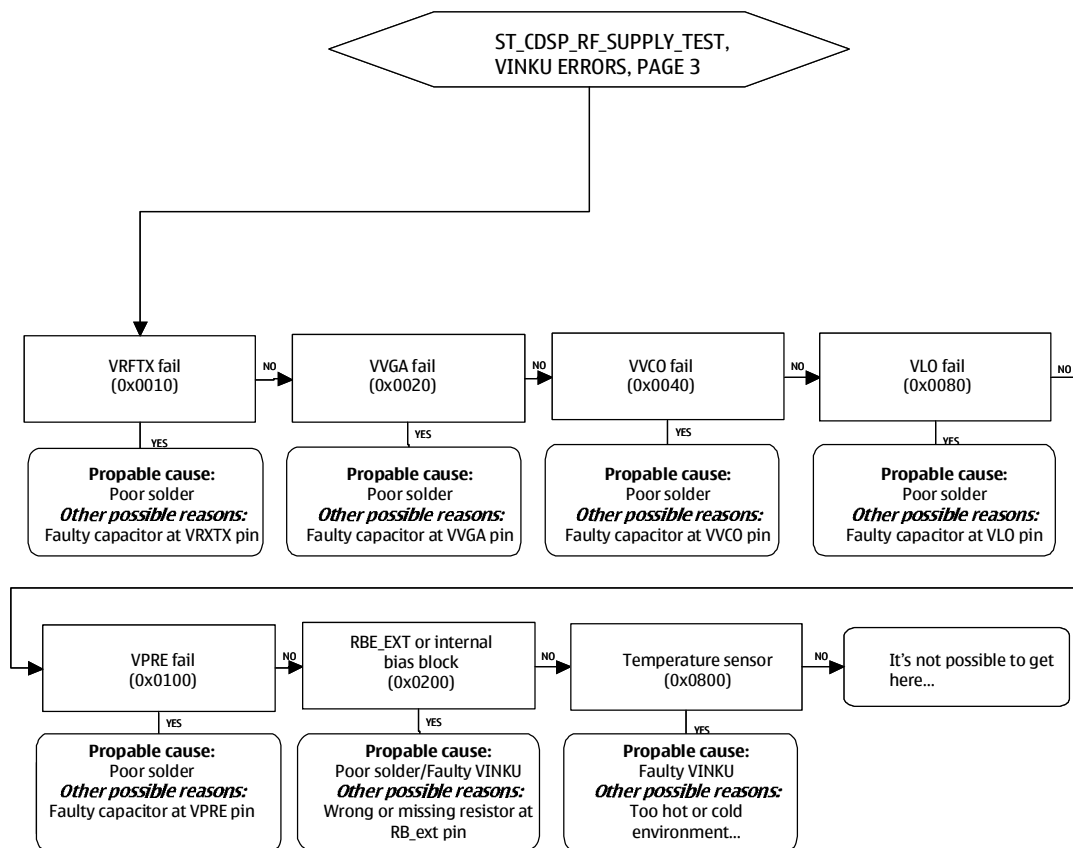 ST_CDSP_RF_SUPPLY_TEST,
VINKU ERRORS, PAGE 3
VRFTX fail
(0x0010)
NO
VVGA fail
(0x0020)
NO
VVCO fail
(0x0040)
NO
VLO fail
(0x0080)
NO
YES
YES
YES
YES
Propable cause:
Poor solder
Other possible reasons:
Faulty capacitor at VRXTX pin
Propable cause:
Poor solder
Other possible reasons:
Faulty capacitor at VVGA pin
Propable cause:
Poor solder
Other possible reasons:
Faulty capacitor at VVCO pin
Propable cause:
Poor solder
Other possible reasons:
Faulty capacitor at VLO pin
VPRE fail
(0x0100)
NO
RBE_EXT or internal
bias block
(0x0200)
NO
Temperature sensor
(0x0800)
NO
It's not possible to get
here...
YES
YES
YES
Propable cause:
Poor solder
Other possible reasons:
Faulty capacitor at VPRE pin
Propable cause:
Poor solder/Faulty VINKU
Other possible reasons:
Wrong or missing resistor at
RB_ext pin
Propable cause:
Faulty VINKU
Other possible reasons:
Too hot or cold
environment...